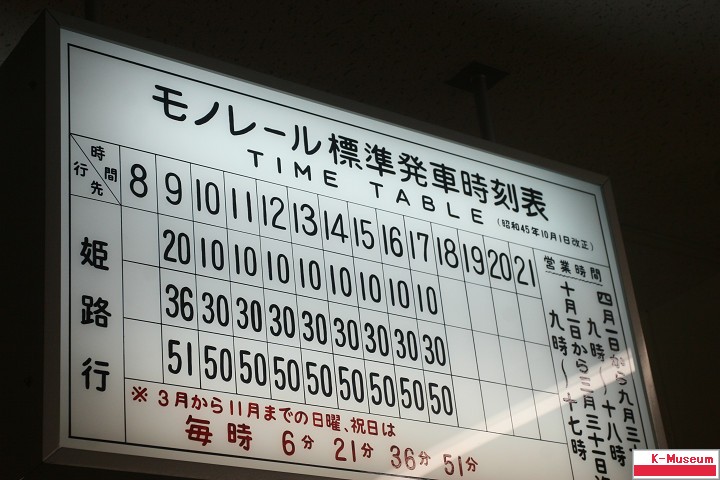 モノレール標準発車時刻表
TIME TABLE
(昭和45年10月1日改正)
時間
行先
8 9 10 11 12 13 14 15 16 17 18 19 20 21
姫路行
20 10 10 10 10 10 10 10 10
36 30 30 30 30 30 30 30 30
51 50 50 50 50 50 50 50 50
※ 3月から11月までの日曜、祝日は
毎時 6分 21分 36分 51分
営業時間
四月一日から九月三
九時〜十八時
十月一日から三月三十一日迄
九時〜十七時
K-Museum